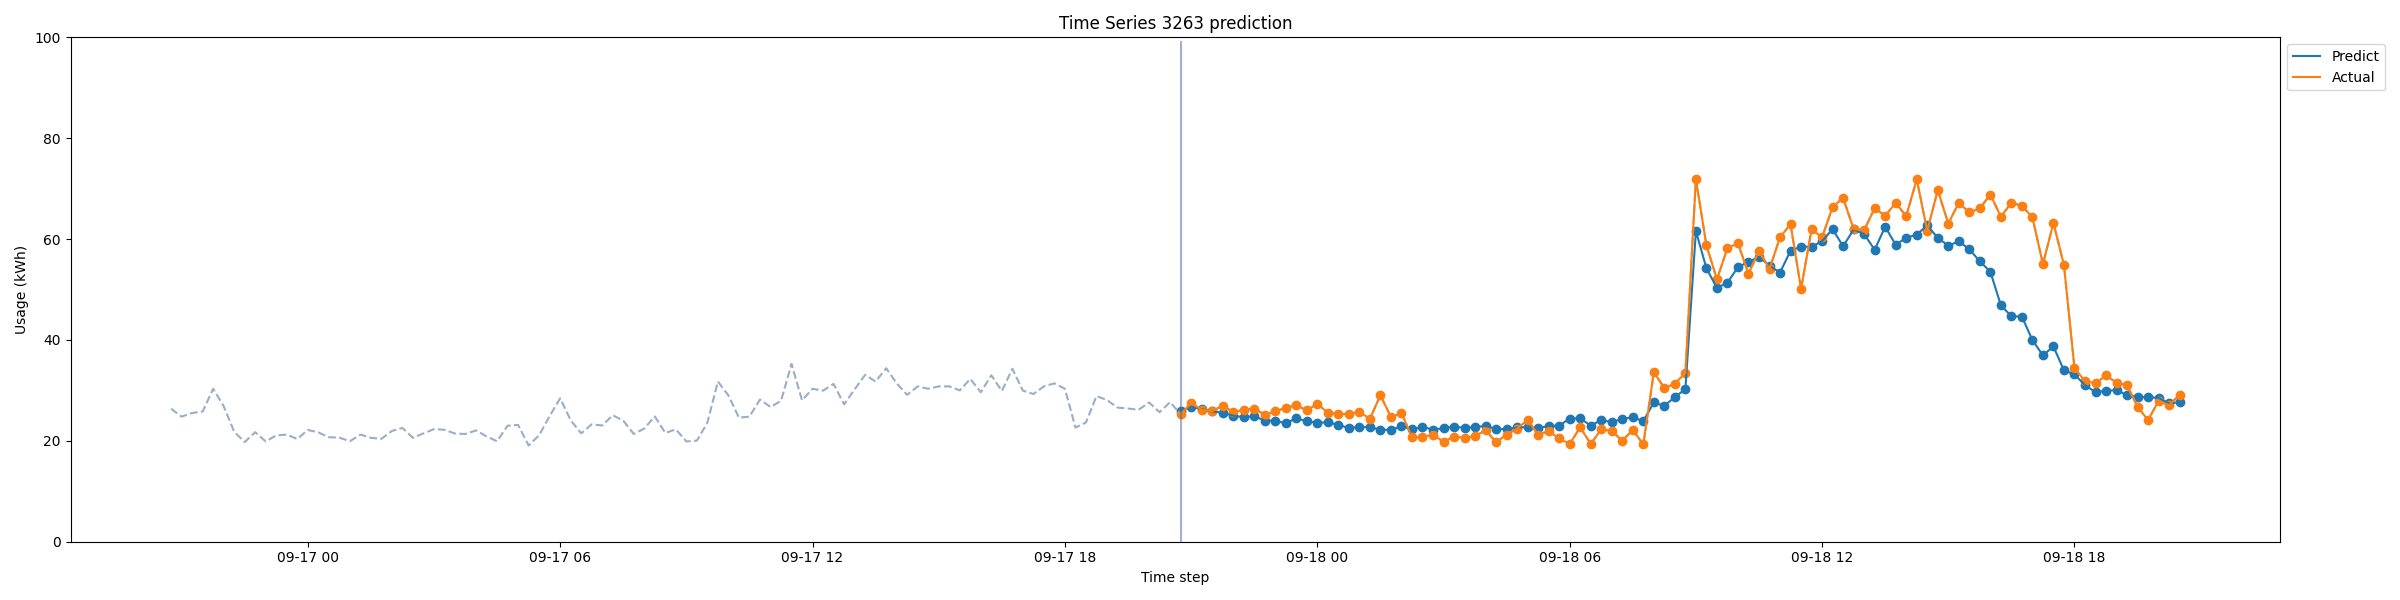 Time Series 3263 prediction
Predict
Actual
100
80
60
40
20
0
Usage (kWh)
09-17 00
09-17 06
09-17 12
09-17 18
09-18 00
09-18 06
09-18 12
09-18 18
Time step